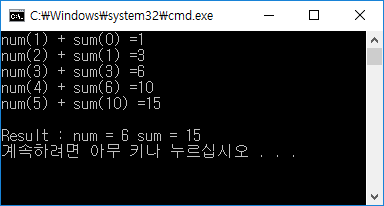 C:₩Windows₩system32₩cmd.exe
num(1) + sum(0) =1
num(2) + sum(1) =3
num(3) + sum(3) =6
num(4) + sum(6) =10
num(5) + sum(10) =15
Result : num = 6 sum = 15
계속하려면 아무 키나 누르십시오 . . .